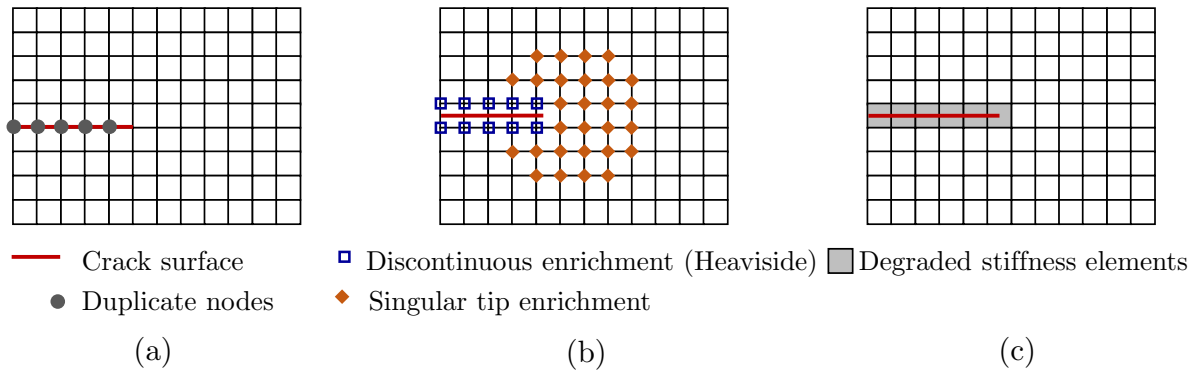 Crack surface
Discontinuous enrichment (Heaviside)
Degraded stiffness elements
Duplicate nodes
Singular tip enrichment
(a)
(b)
(c)